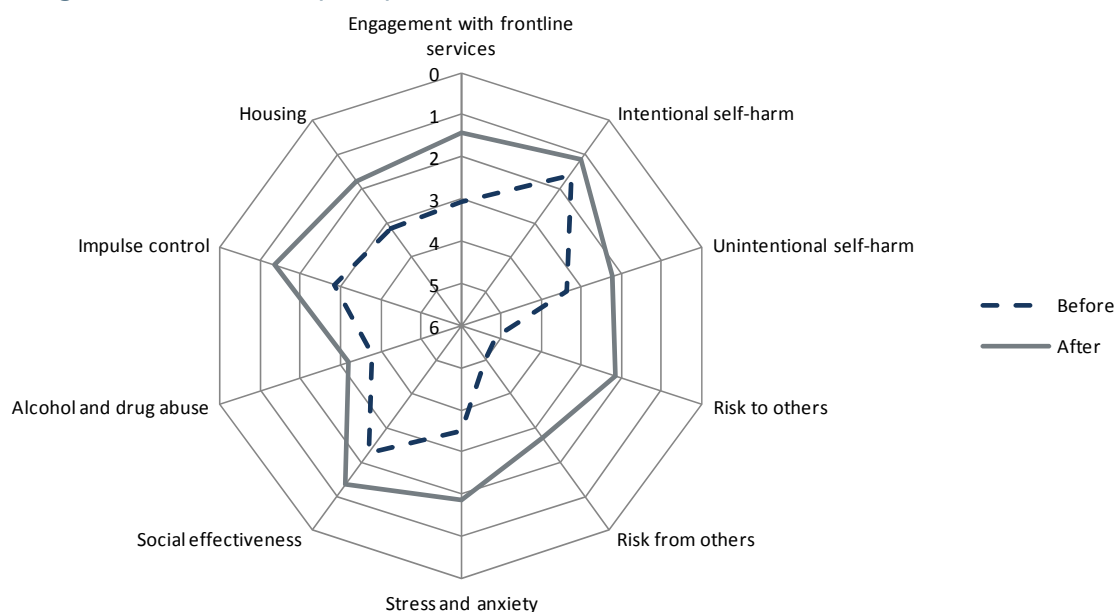 Engagement with frontline
services
0
1
2
3
4
5
6
Housing
Intentional self-harm
Impulse control
Unintentional self-harm
Before
After
Alcohol and drug abuse
Risk to others
Social effectiveness
Risk from others
Stress and anxiety